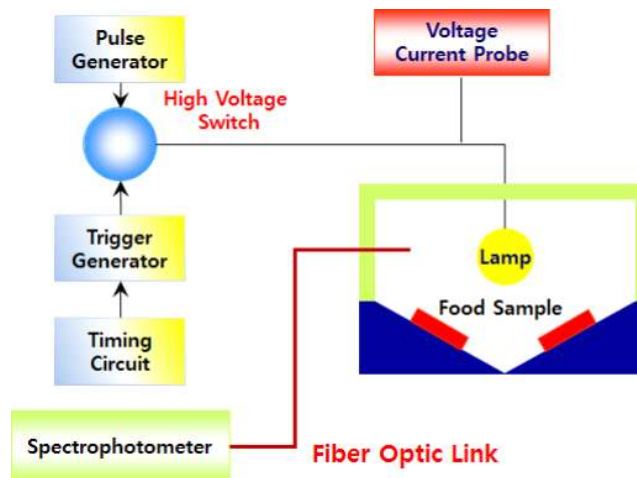 Pulse
Generator
Voltage
Current Probe
High Voltage
Switch
Trigger
Generator
Lamp
Food Sample
Timing
Circuit
Spectrophotometer
Fiber Optic Link